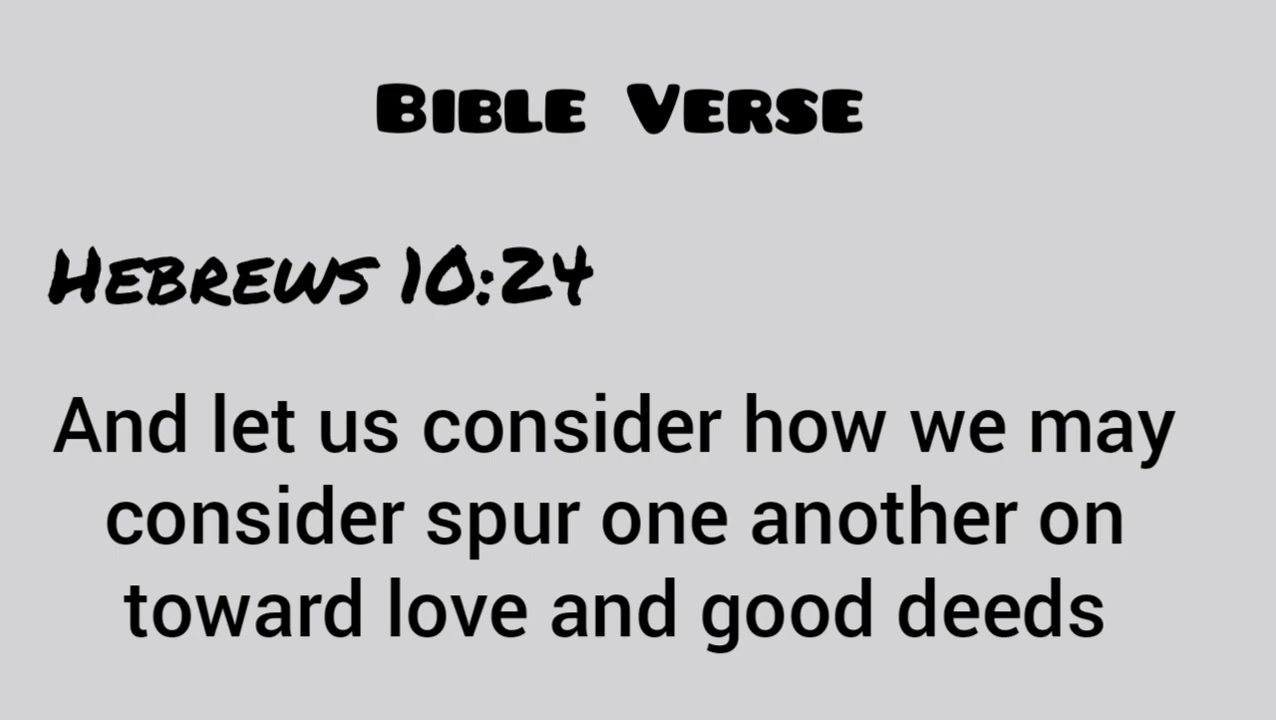 Bible Verse
Hebrews 10:24
And let us consider how we may
consider spur one another on
toward love and good deeds